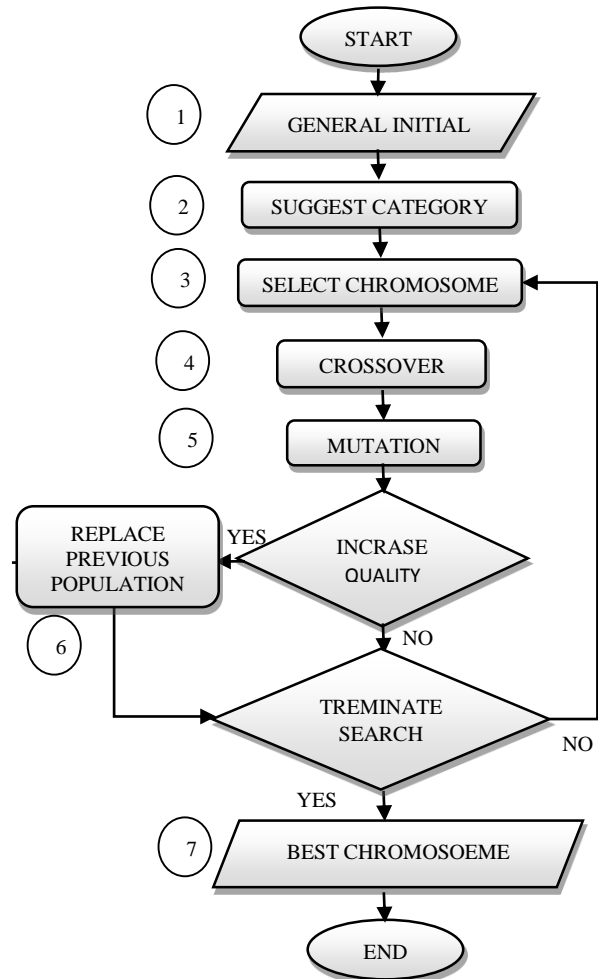 START
1
GENERAL INITIAL
2
SUGGEST CATEGORY
3
SELECT CHROMOSOME
4
CROSSOVER
5
MUTATION
INCRASE
QUALITY
YES
REPLACE
PREVIOUS
POPULATION
6
NO
TREMINATE
SEARCH
NO
YES
7
BEST CHROMOSOEME
END